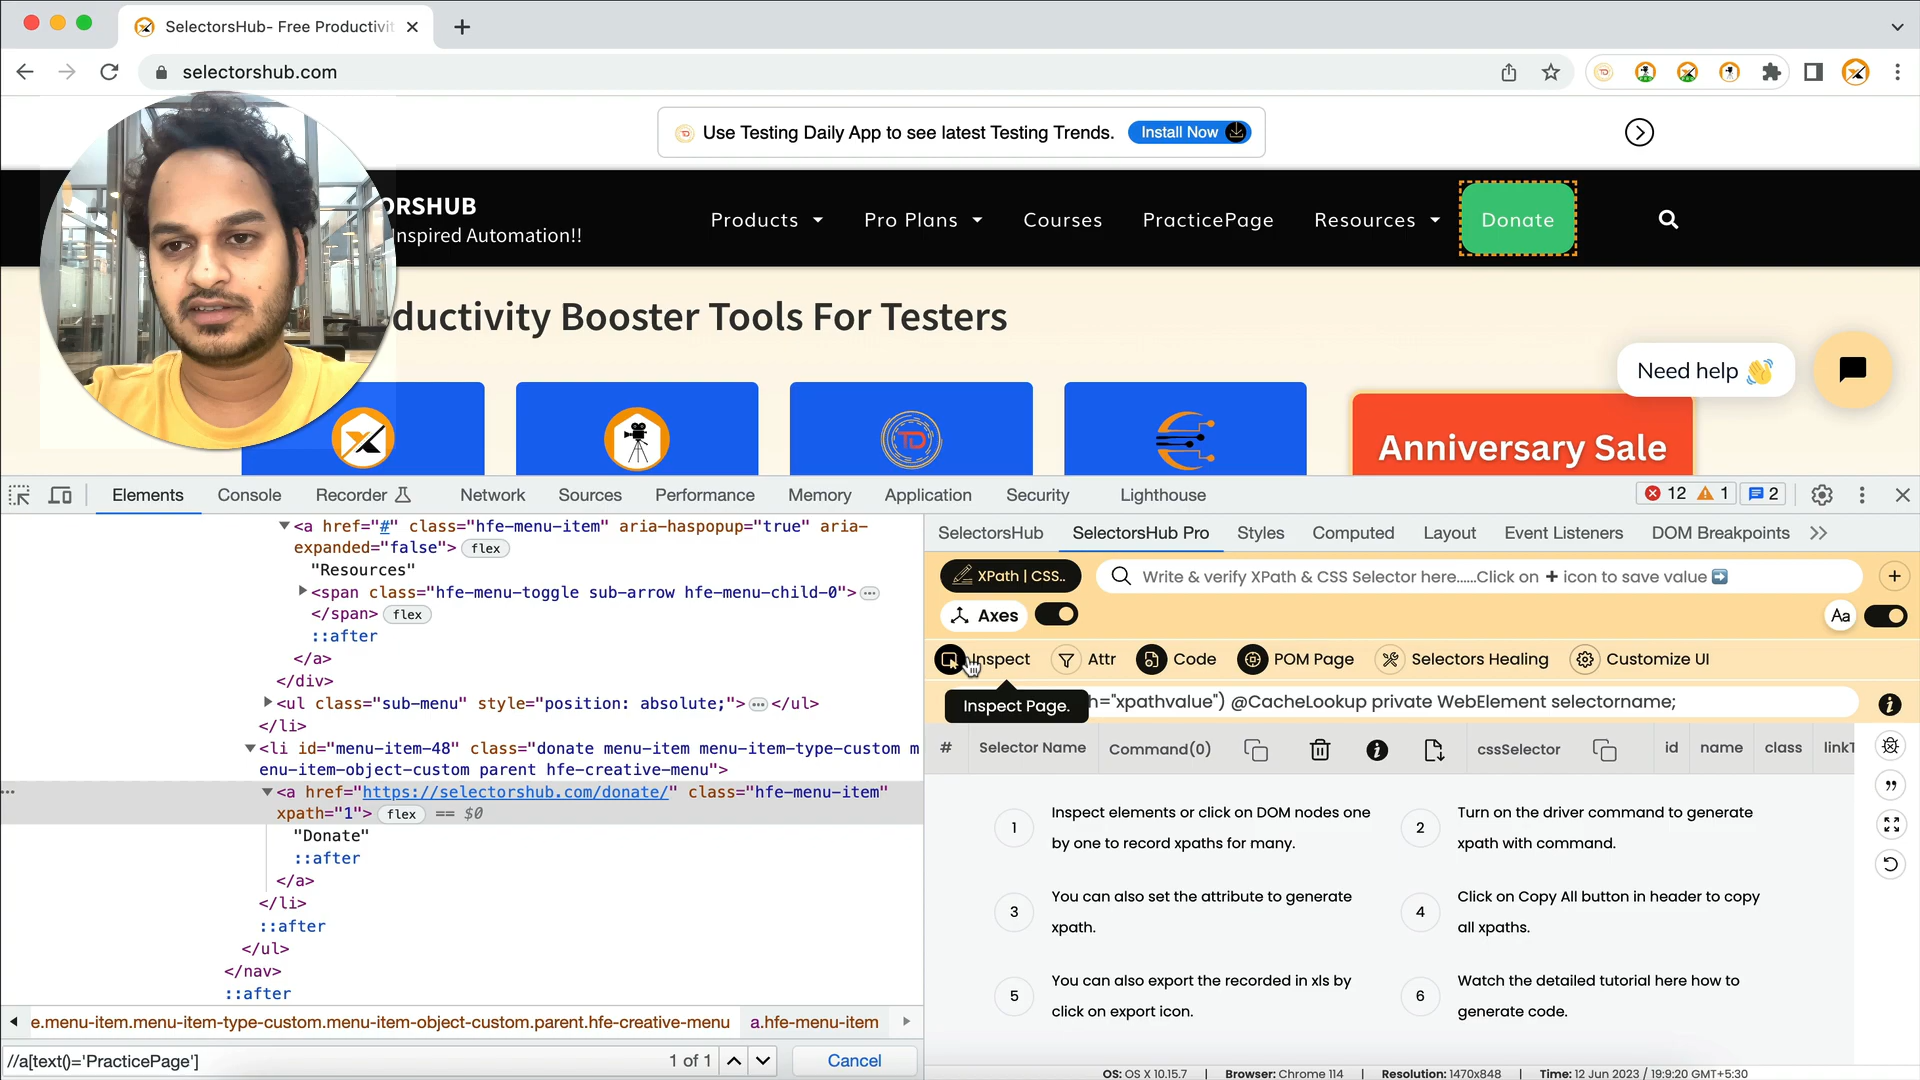 SelectorsHub- Free Productivit
selectorshub.com
Use Testing Daily App to see latest Testing Trends. Install Now
ORSHUB
Inspired Automation!!
Products Pro Plans Courses PracticePage Resources Donate
ductivity Booster Tools For Testers
Need help 👋
TD
Anniversary Sale
Elements Console Recorder Network Sources Performance Memory Application Security Lighthouse 12 1 2
<a href="#" class="hfe-menu-item" aria-haspopup="true" aria-
expanded="false"> flex
"Resources"
<span class="hfe-menu-toggle sub-arrow hfe-menu-child-0"> …
</span> flex
::after
</a>
</div>
<ul class="sub-menu" style="position: absolute;"> … </ul>
</li>
<li id="menu-item-48" class="donate menu-item menu-item-type-custom m
enu-item-object-custom parent hfe-creative-menu">
<a href="https://selectorshub.com/donate/" class="hfe-menu-item"
xpath="1"> flex == $0
"Donate"
::after
</a>
</li>
::after
</ul>
</nav>
::after
e.menu-item.menu-item-type-custom.menu-item-object-custom.parent.hfe-creative-menu a.hfe-menu-item
//a[text()='PracticePage'] 1 of 1 Cancel
SelectorsHub SelectorsHub Pro Styles Computed Layout Event Listeners DOM Breakpoints
XPath | CSS.. Write & verify XPath & CSS Selector here......Click on + icon to save value ➡️ +
Axes Aa
Inspect Attr Code POM Page Selectors Healing Customize UI
Inspect Page.
h="xpathvalue") @CacheLookup private WebElement selectorname;
# Selector Name Command(0) cssSelector id name class linkT
1 Inspect elements or click on DOM nodes one
by one to record xpaths for many.
2 Turn on the driver command to generate
xpath with command.
3 You can also set the attribute to generate
xpath.
4 Click on Copy All button in header to copy
all xpaths.
5 You can also export the recorded in xls by
click on export icon.
6 Watch the detailed tutorial here how to
generate code.
OS: OS X 10.15.7 | Browser: Chrome 114 | Resolution: 1470x848 | Time: 12 Jun 2023 / 19:9:20 GMT+5:30